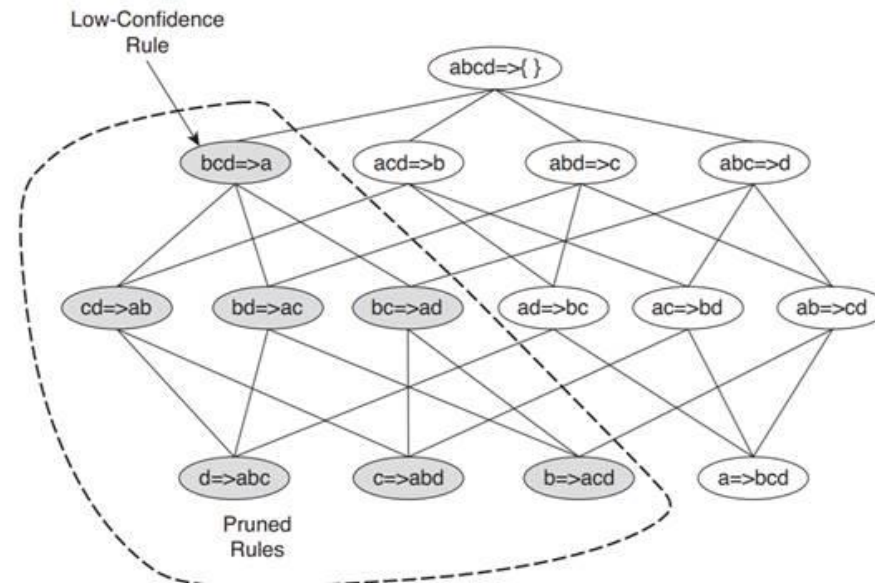 Low-Confidence
Rule
abcd=>{ }
bcd=>a
acd=>b
abd=>c
abc=>d
cd=>ab
bd=>ac
bc=>ad
ad=>bc
ac=>bd
ab=>cd
d=>abc
c=>abd
b=>acd
a=>bcd
Pruned
Rules